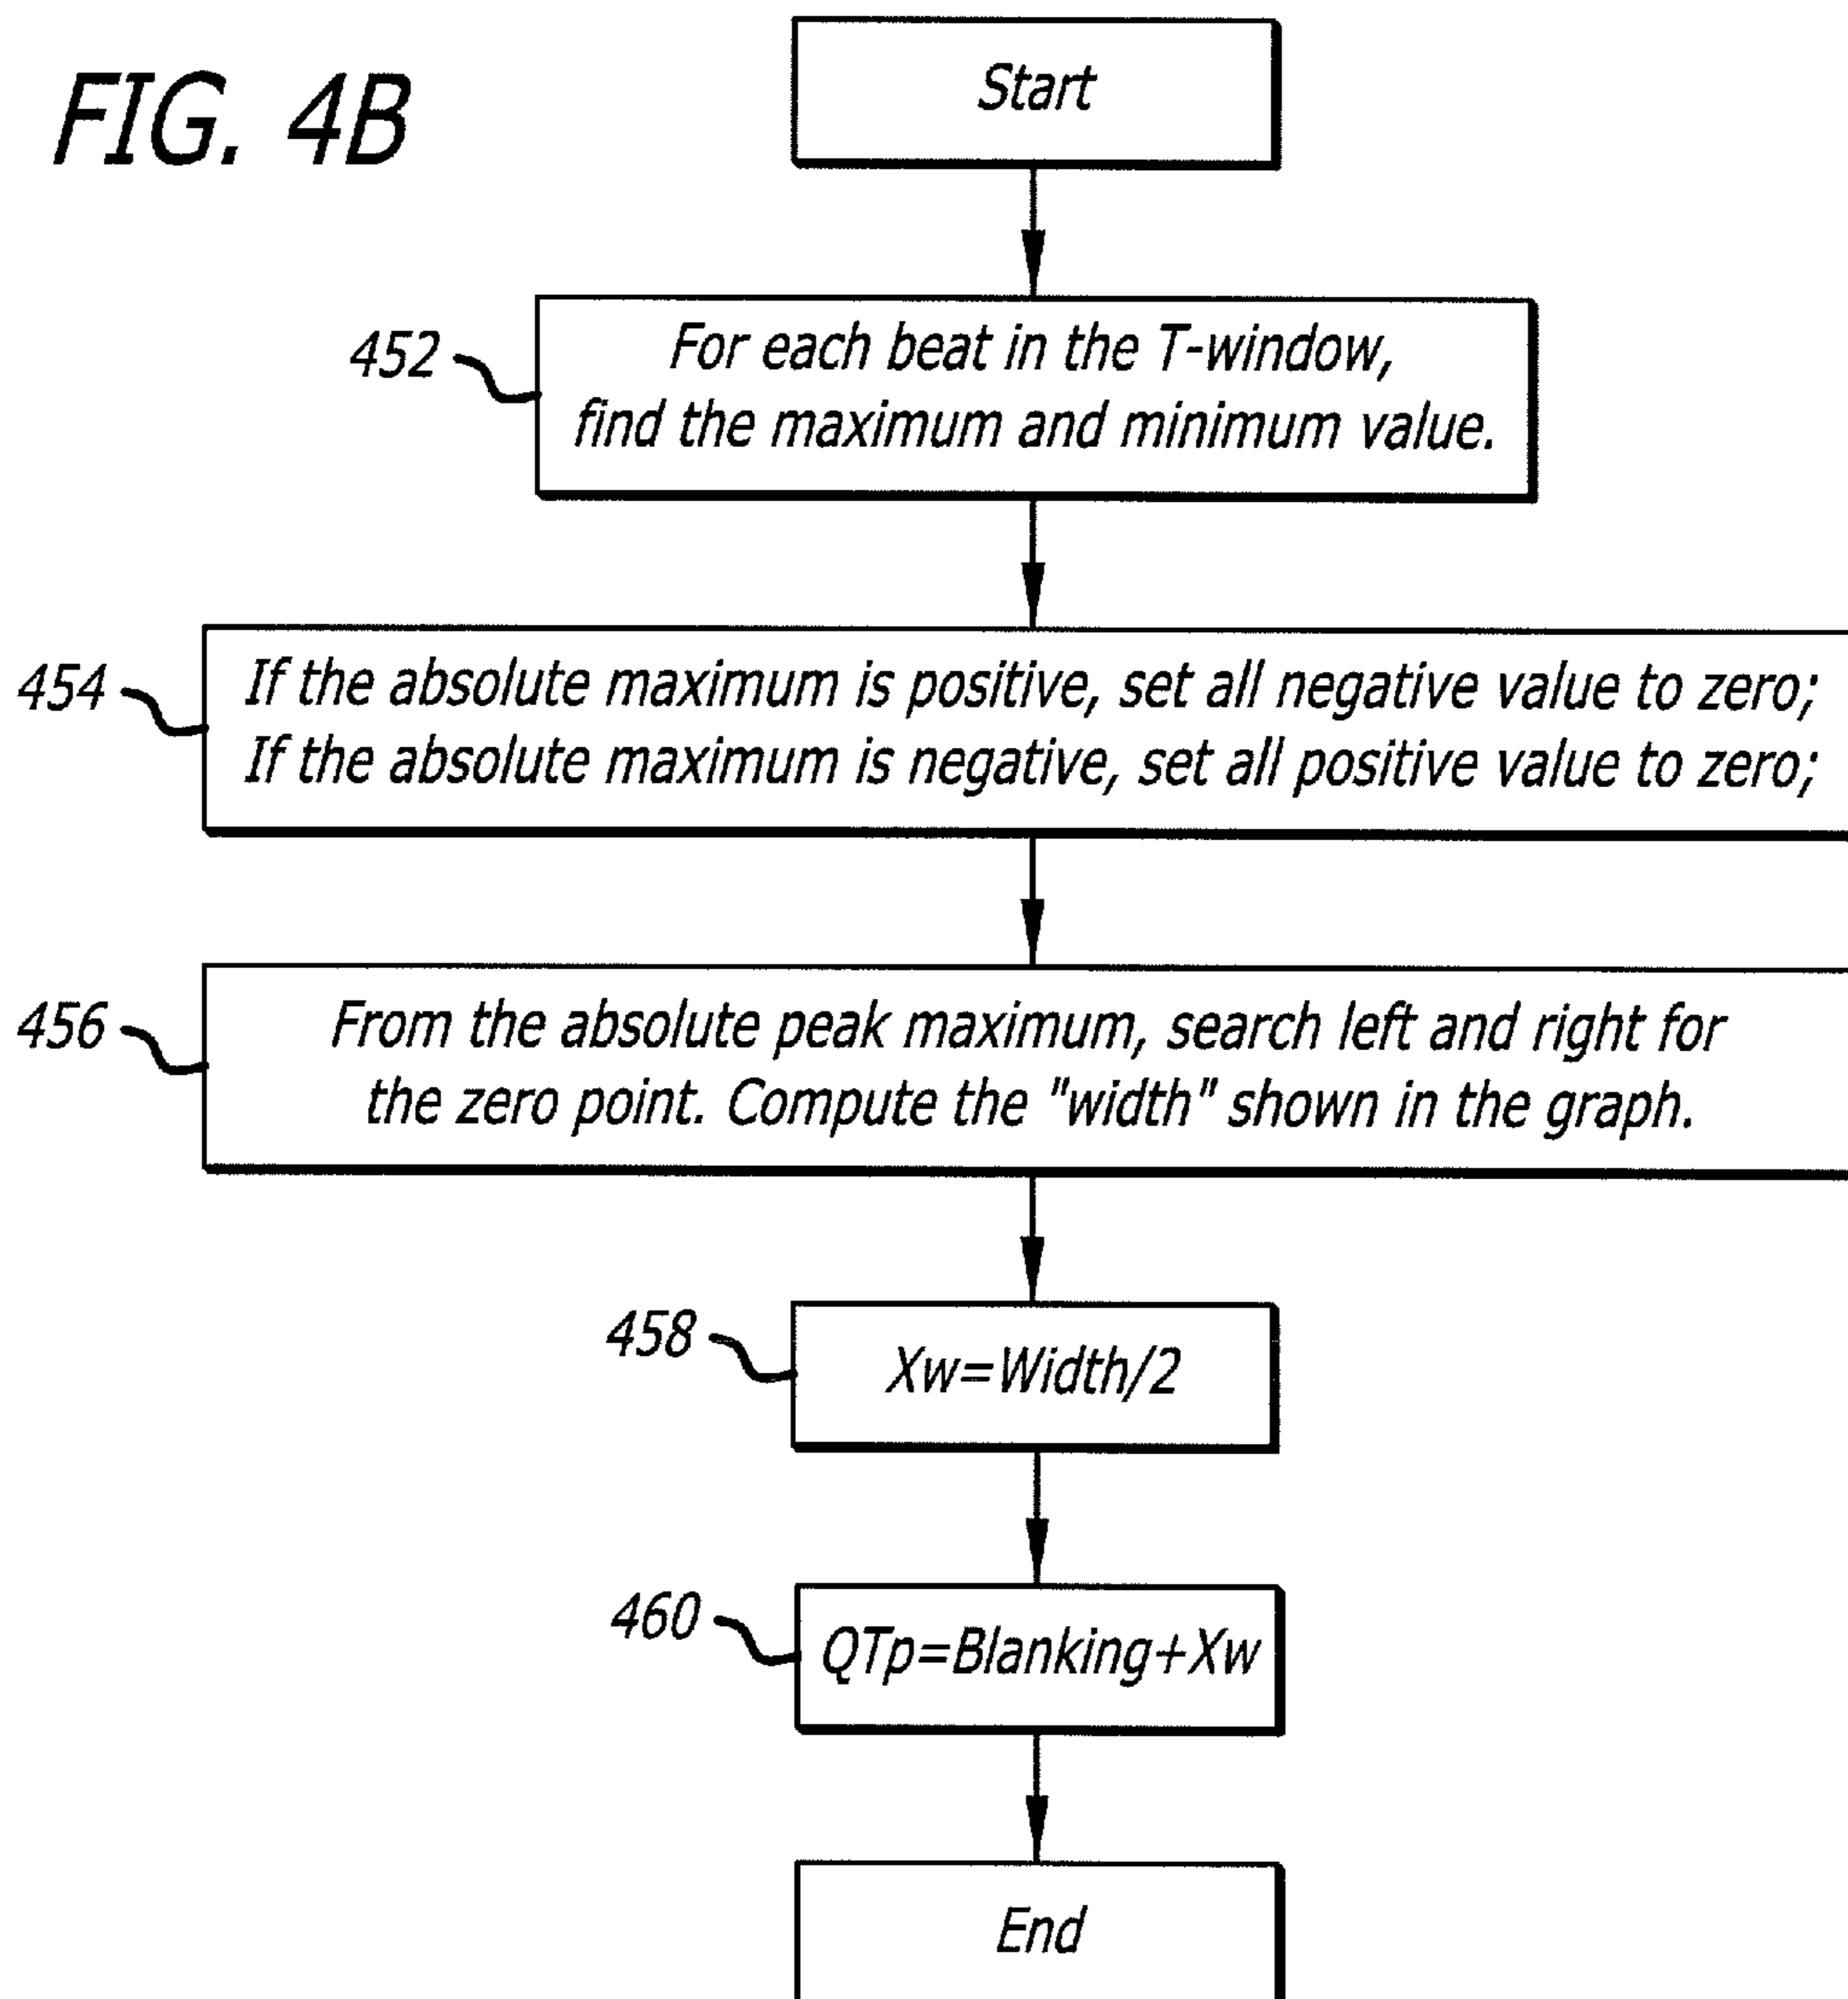 FIG. 4B
Start
452
For each beat in the T-window,
find the maximum and minimum value.
454
If the absolute maximum is positive, set all negative value to zero;
If the absolute maximum is negative, set all positive value to zero;
456
From the absolute peak maximum, search left and right for
the zero point. Compute the "width" shown in the graph.
458
Xw=Width/2
460
QTp=Blanking+Xw
End